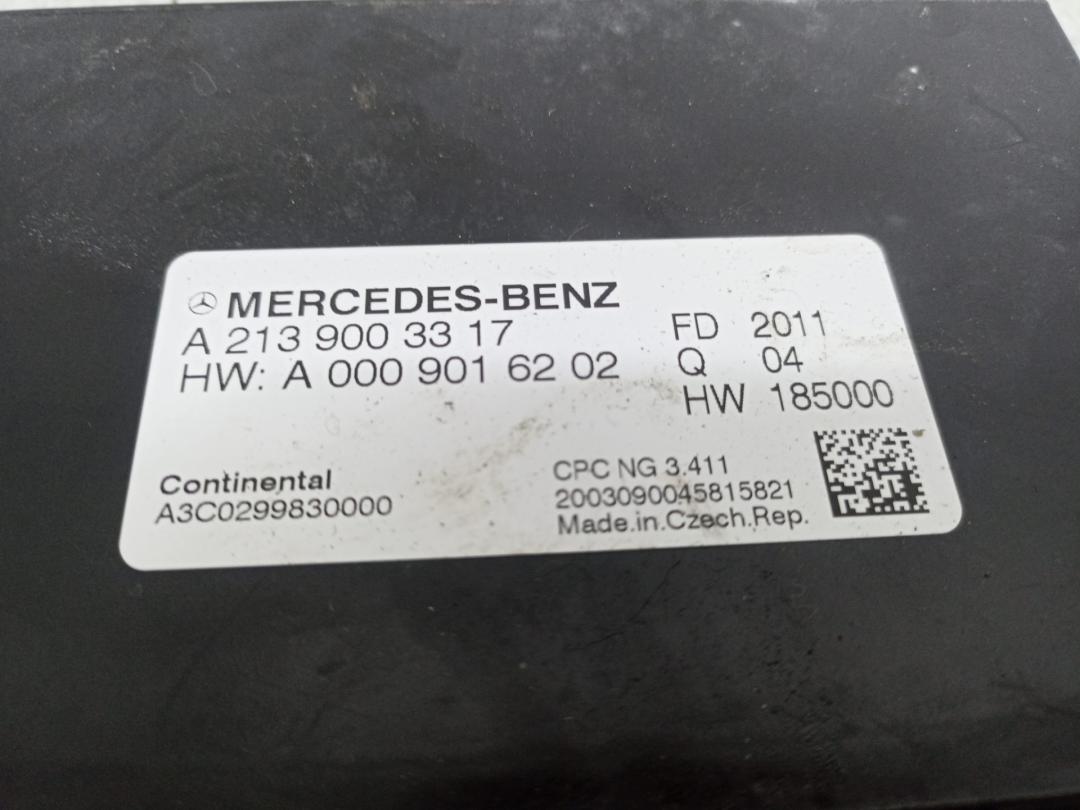 MERCEDES-BENZ
A 213 900 33 17
HW: A 000 901 62 02
FD 2011
Q 04
HW 185000
Continental
A3C0299830000
CPC NG 3.411
2003090045815821
Made.in.Czech.Rep.